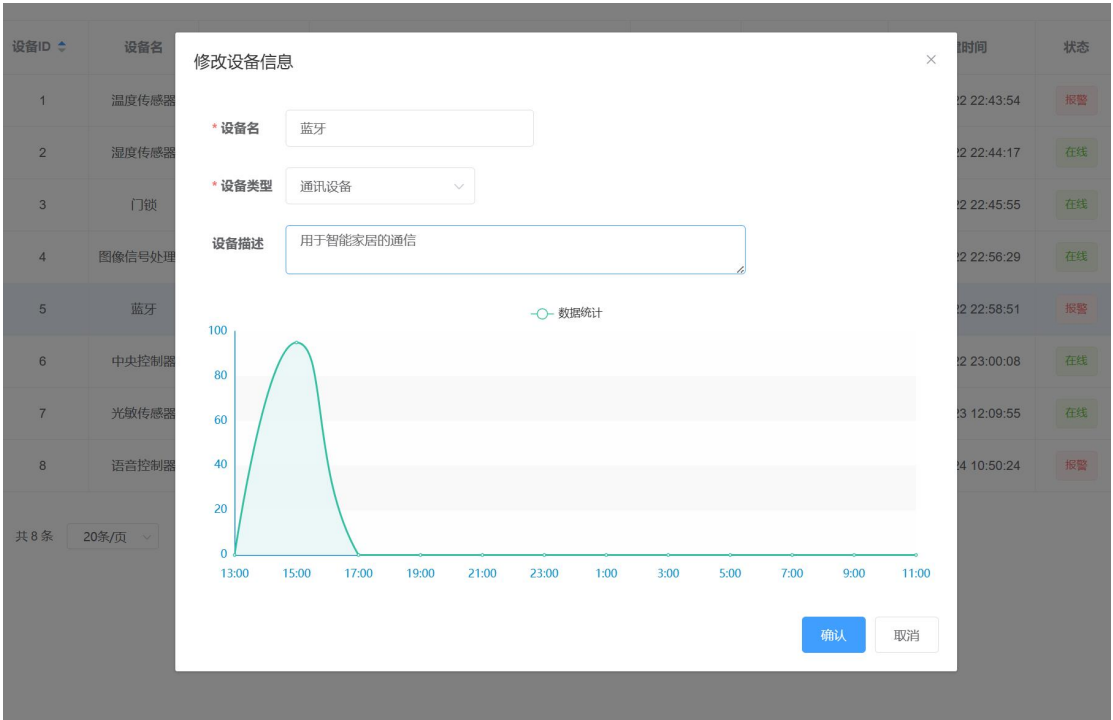 设备ID 设备名 时间 状态
修改设备信息
1 温度传感器 22 22:43:54 报警
* 设备名 蓝牙
2 湿度传感器 22 22:44:17 在线
* 设备类型 通讯设备
3 门锁 22 22:45:55 在线
设备描述 用于智能家居的通信
4 图像信号处理 22 22:56:29 在线
5 蓝牙 22 22:58:51 报警
数据统计
100
6 中央控制器 22 23:00:08 在线
80
7 光敏传感器 23 12:09:55 在线
60
8 语音控制器 24 10:50:24 报警
40
20
共 8 条 20条/页
0
13:00 15:00 17:00 19:00 21:00 23:00 1:00 3:00 5:00 7:00 9:00 11:00
确认 取消